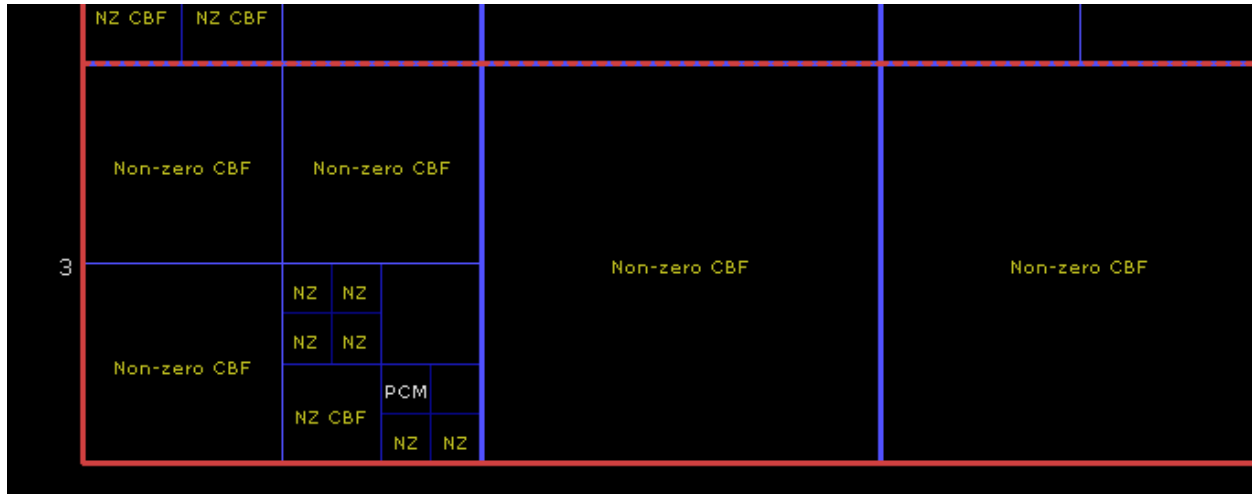 NZ CBF NZ CBF
Non-zero CBF Non-zero CBF
3 Non-zero CBF Non-zero CBF
NZ NZ
NZ NZ
Non-zero CBF
PCM
NZ CBF
NZ NZ